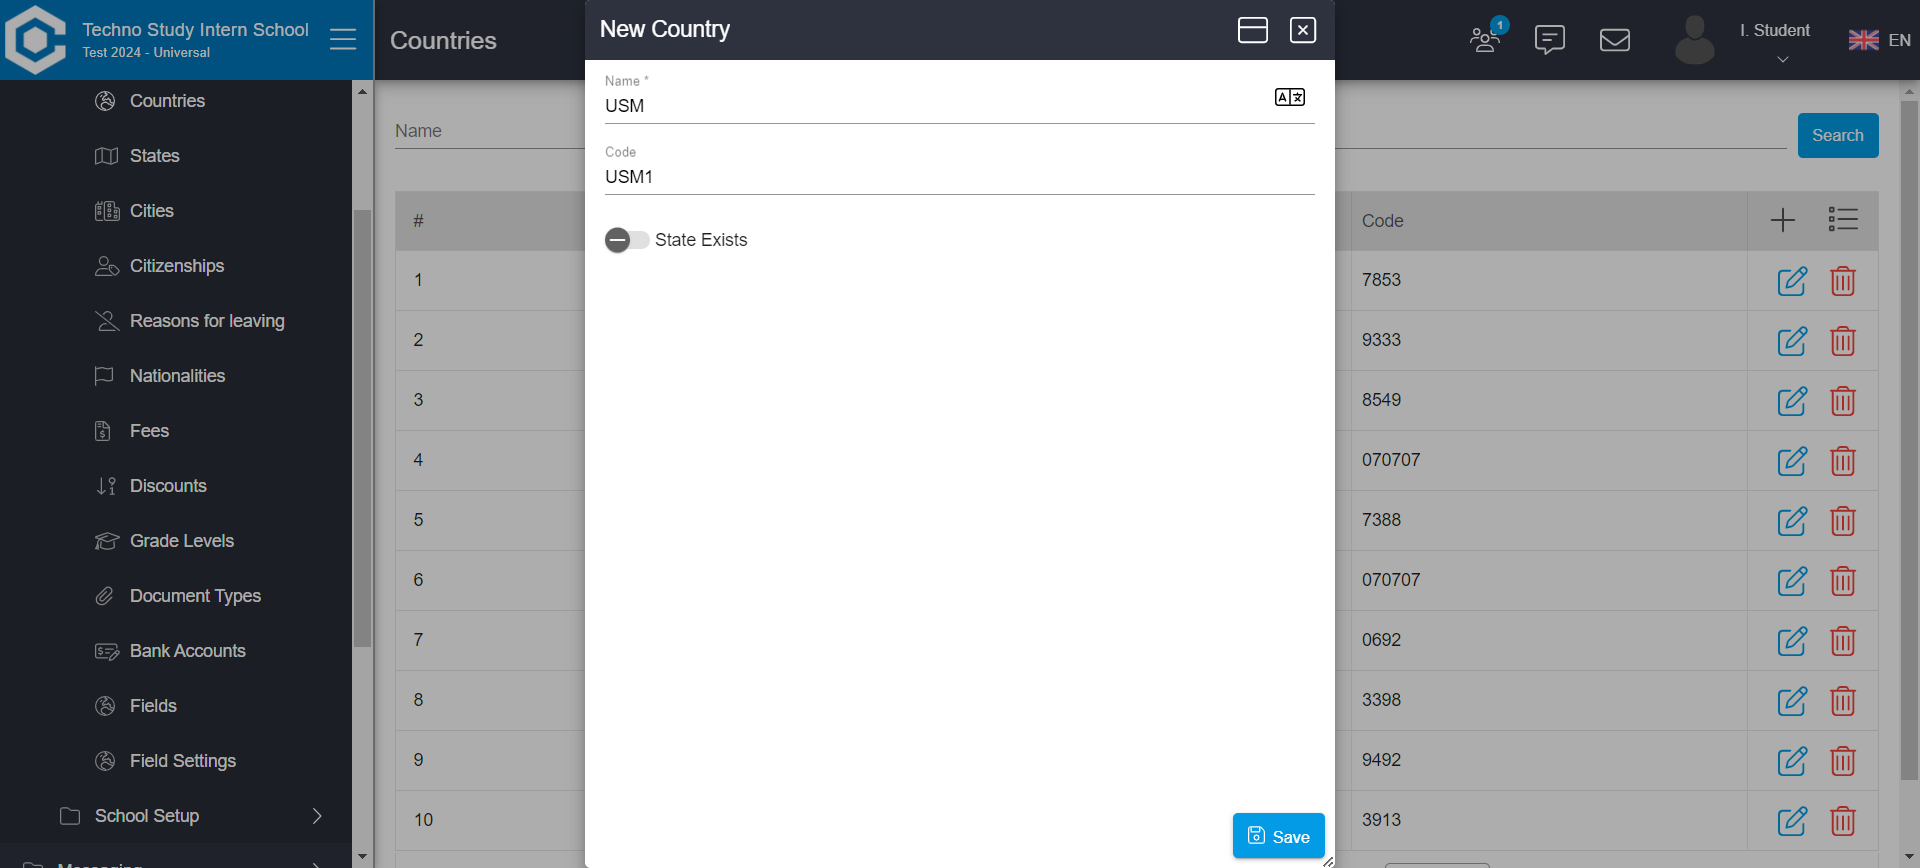 Techno Study Intern School
Test 2024 - Universal
Countries
New Country
1
I. Student
EN
Countries
States
Cities
Citizenships
Reasons for leaving
Nationalities
Fees
Discounts
Grade Levels
Document Types
Bank Accounts
Fields
Field Settings
School Setup
Messaging
Name
Search
Name *
USM
Code
USM1
State Exists
Save
# Code
1 7853
2 9333
3 8549
4 070707
5 7388
6 070707
7 0692
8 3398
9 9492
10 3913